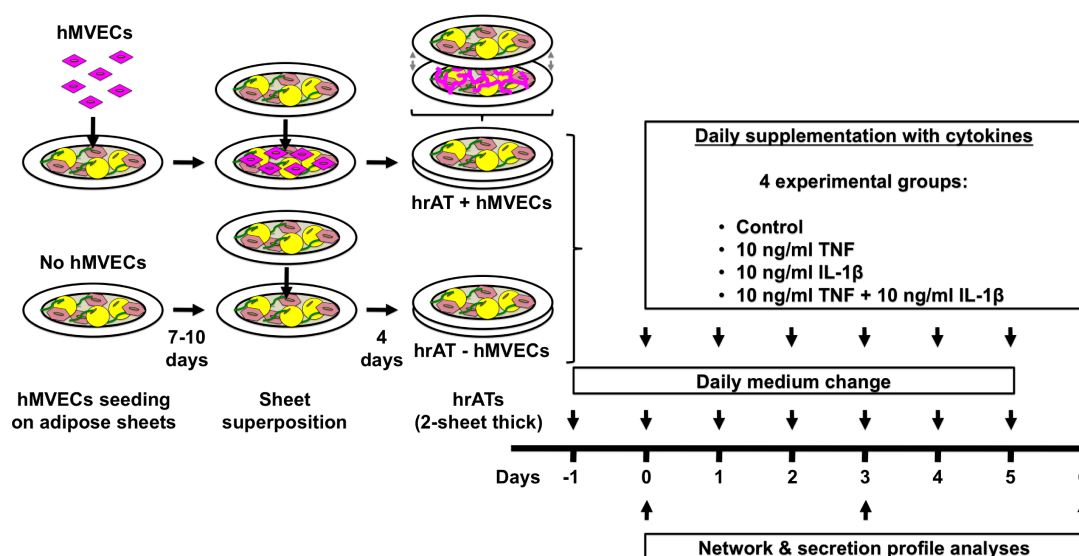 hMVECs
hrAT + hMVECs
No hMVECs
7-10
days
4
days
hrAT - hMVECs
hMVECs seeding
on adipose sheets
Sheet
superposition
hrATs
(2-sheet thick)
Daily supplementation with cytokines
4 experimental groups:
• Control
• 10 ng/ml TNF
• 10 ng/ml IL-1β
• 10 ng/ml TNF + 10 ng/ml IL-1β
Daily medium change
Days -1 0 1 2 3 4 5
Network & secretion profile analyses